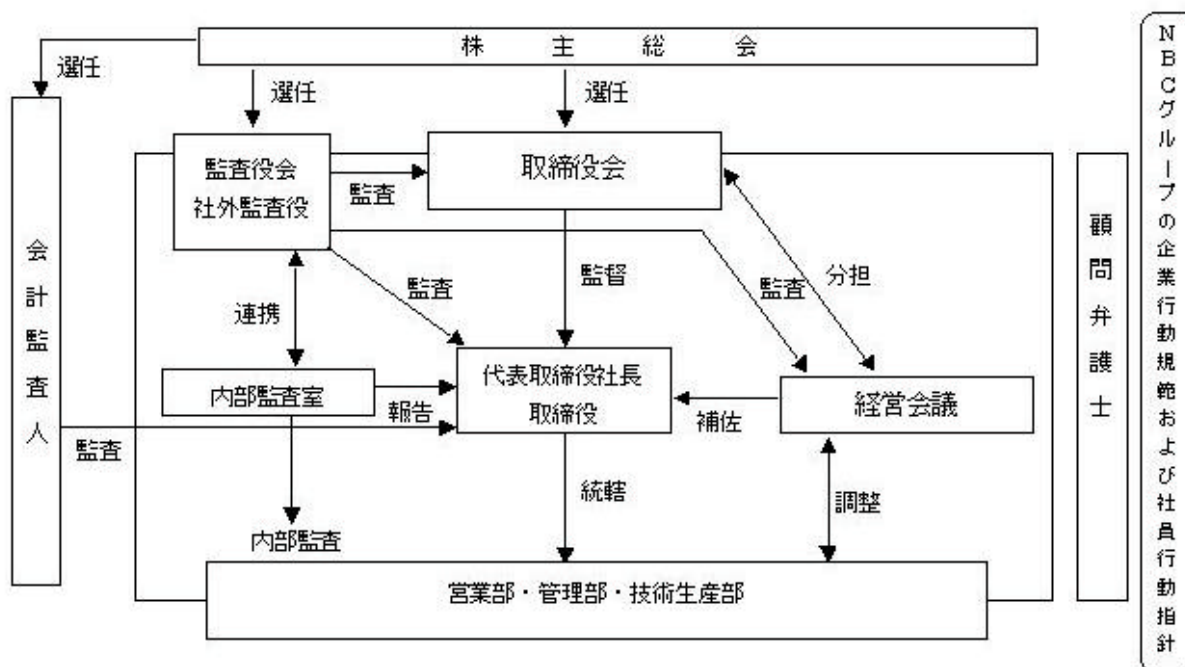 株主総会
選任
選任
選任
監査役会
社外監査役
監査
取締役会
会計監査人
連携
監査
監督
監査
分担
内部監査室
報告
代表取締役社長
取締役
補佐
経営会議
監査
統轄
調整
内部監査
営業部・管理部・技術生産部
顧問弁護士
NBCグループの企業行動規範および社員行動指針